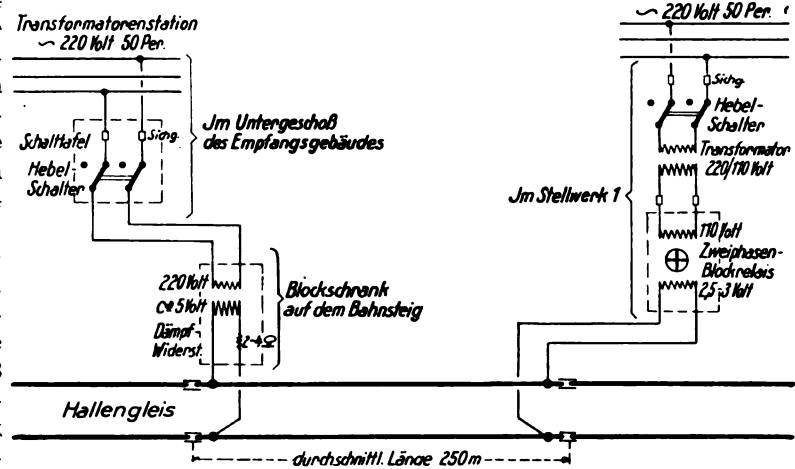 Transformatorenstation
~ 220 Volt 50 Per.
Schalttafel
Sichg.
Hebel-
Schalter
Jm Untergeschoß
des Empfangsgebäudes
220 Volt
ca 5 Volt
Dämpf-
Widerst.
2-4 Ω
Blockschrank
auf dem Bahnsteig
~ 220 Volt 50 Per.
Sichg.
Hebel-
Schalter
Transformator
220/110 Volt
Jm Stellwerk 1
110 Volt
Zweiphasen-
Blockrelais
2,5-3 Volt
Hallengleis
durchschnittl. Länge 250 m